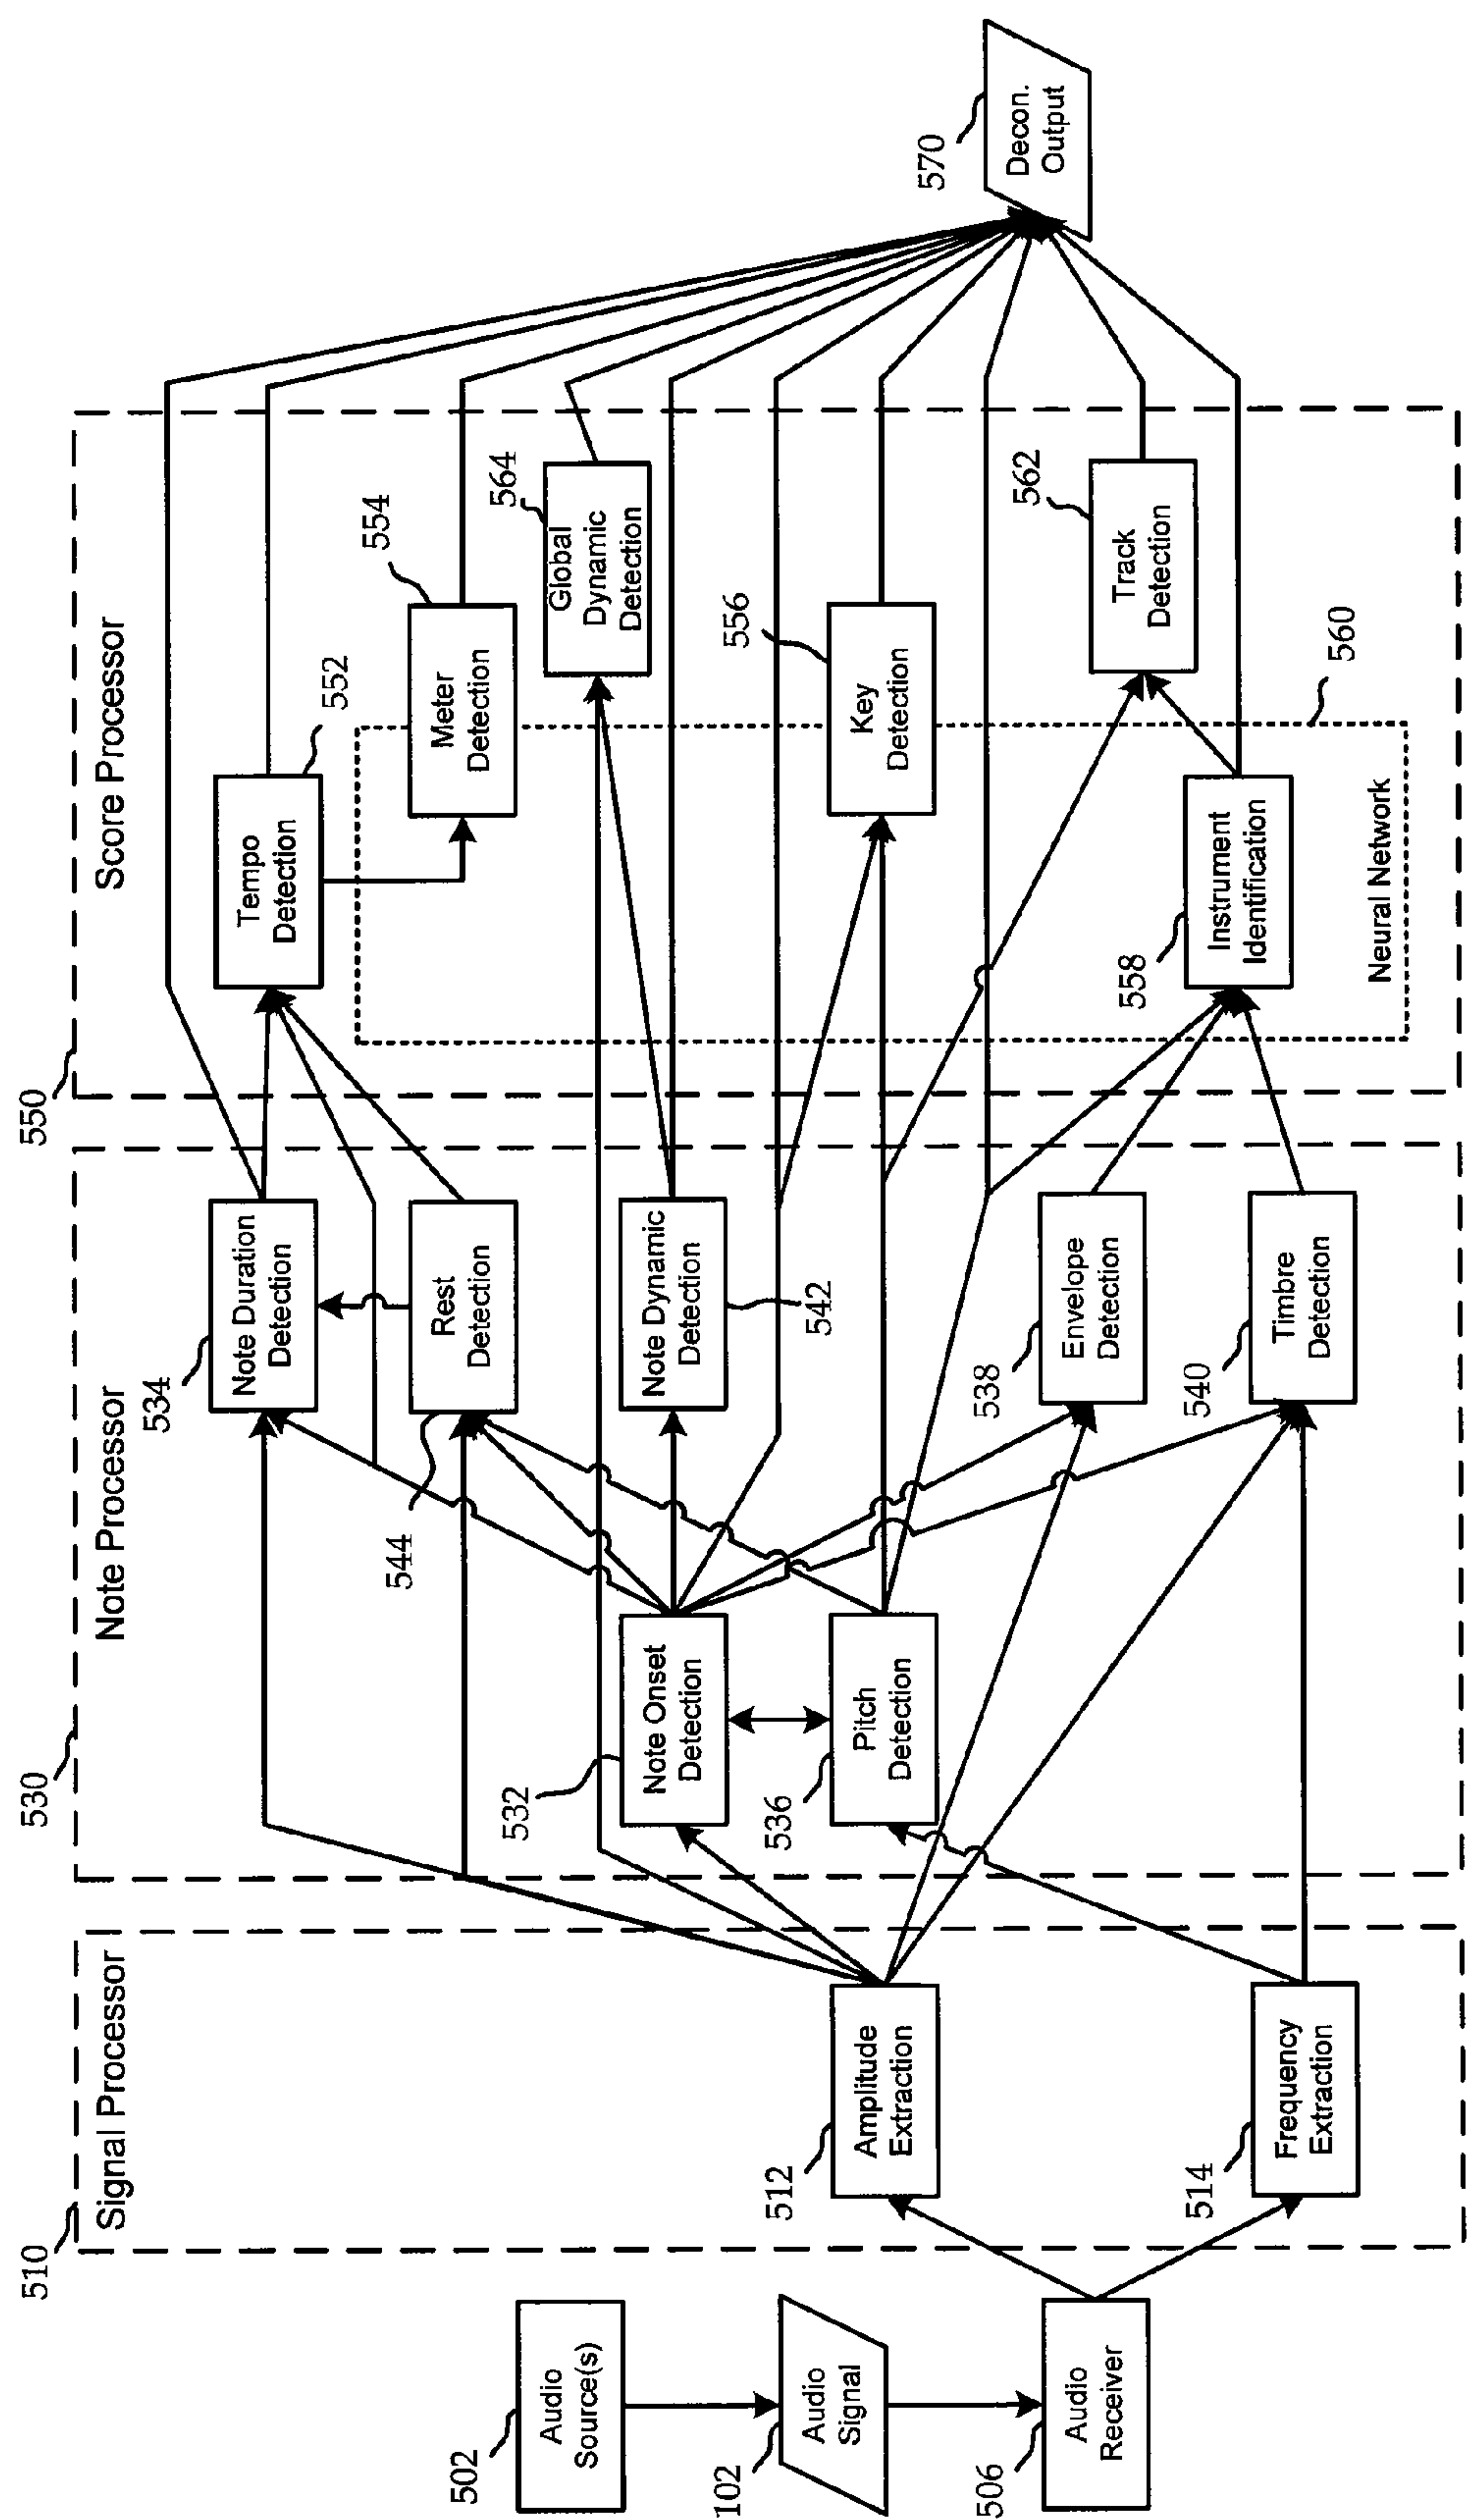 510
Signal Processor
530
Note Processor
550
Score Processor
502
Audio
Source(s)
102
Audio
Signal
506
Audio
Receiver
512
Amplitude
Extraction
514
Frequency
Extraction
534
Note Duration
Detection
544
Rest
Detection
532
Note Onset
Detection
542
Note Dynamic
Detection
536
Pitch
Detection
538
Envelope
Detection
540
Timbre
Detection
552
Tempo
Detection
554
Meter
Detection
564
Global
Dynamic
Detection
556
Key
Detection
562
Track
Detection
558
Instrument
Identification
560
Neural Network
570
Decon.
Output